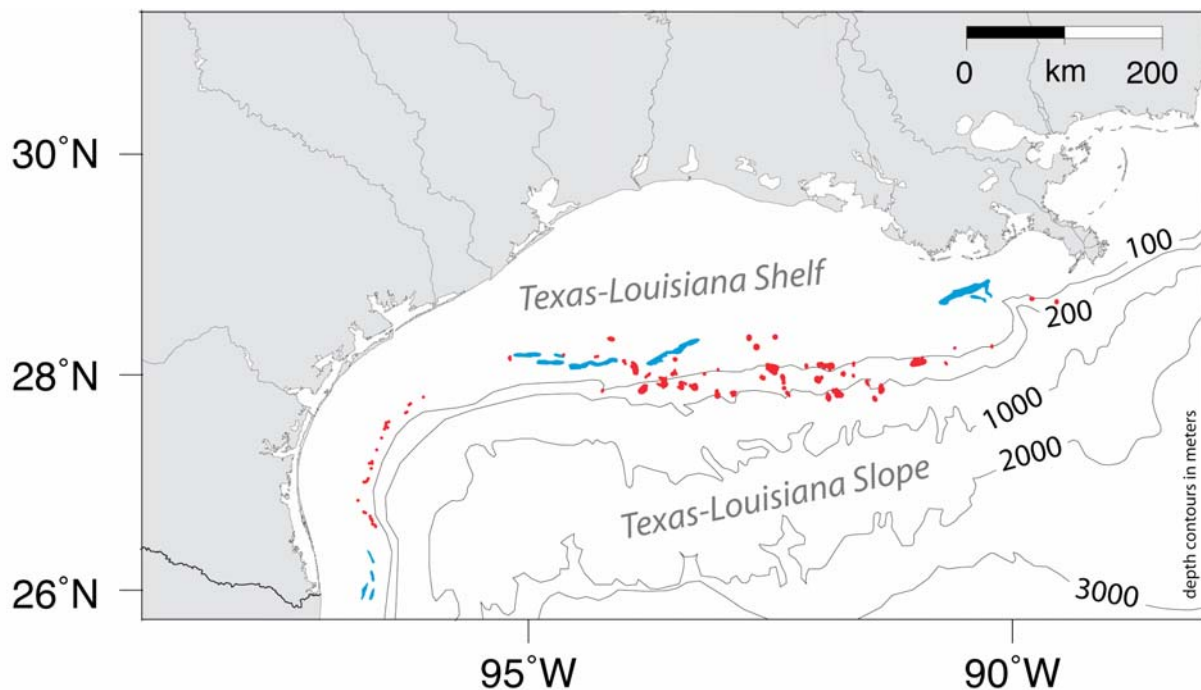 0 km 200
30°N
100
Texas-Louisiana Shelf
200
28°N
1000
depth contours in meters
2000
Texas-Louisiana Slope
26°N
3000
95°W 90°W